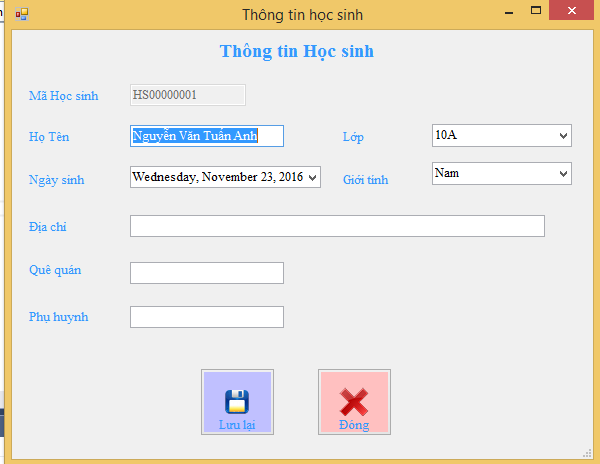 Thông tin học sinh
Thông tin Học sinh
Mã Học sinh HS00000001
Họ Tên Nguyễn Văn Tuấn Anh Lớp 10A
Ngày sinh Wednesday, November 23, 2016 Giới tính Nam
Địa chỉ
Quê quán
Phụ huynh
Lưu lại Đóng